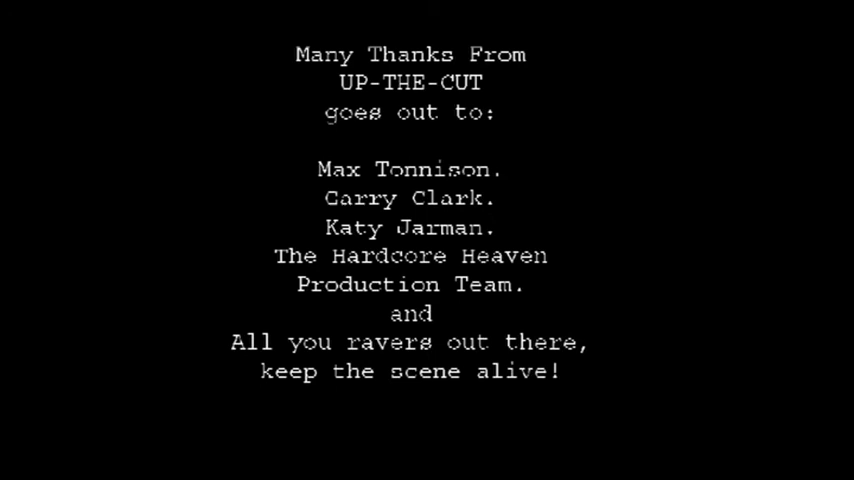 Many Thanks From
UP-THE-CUT
goes out to:
Max Tonnison.
Garry Clark.
Katy Jarman.
The Hardcore Heaven
Production Team.
and
All you ravers out there,
keep the scene alive!